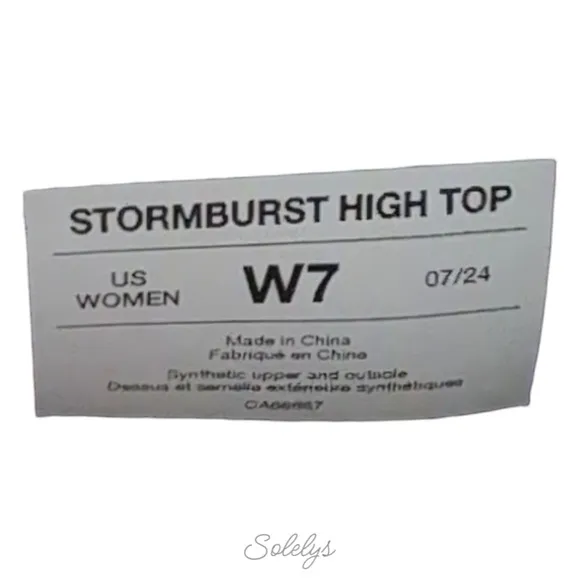 STORMBURST HIGH TOP
US
WOMEN
W7
07/24
Made in China
Fabriqué en Chine
Synthetic upper and outsole
Dessus et semelle extérieure synthétiques
Solelys